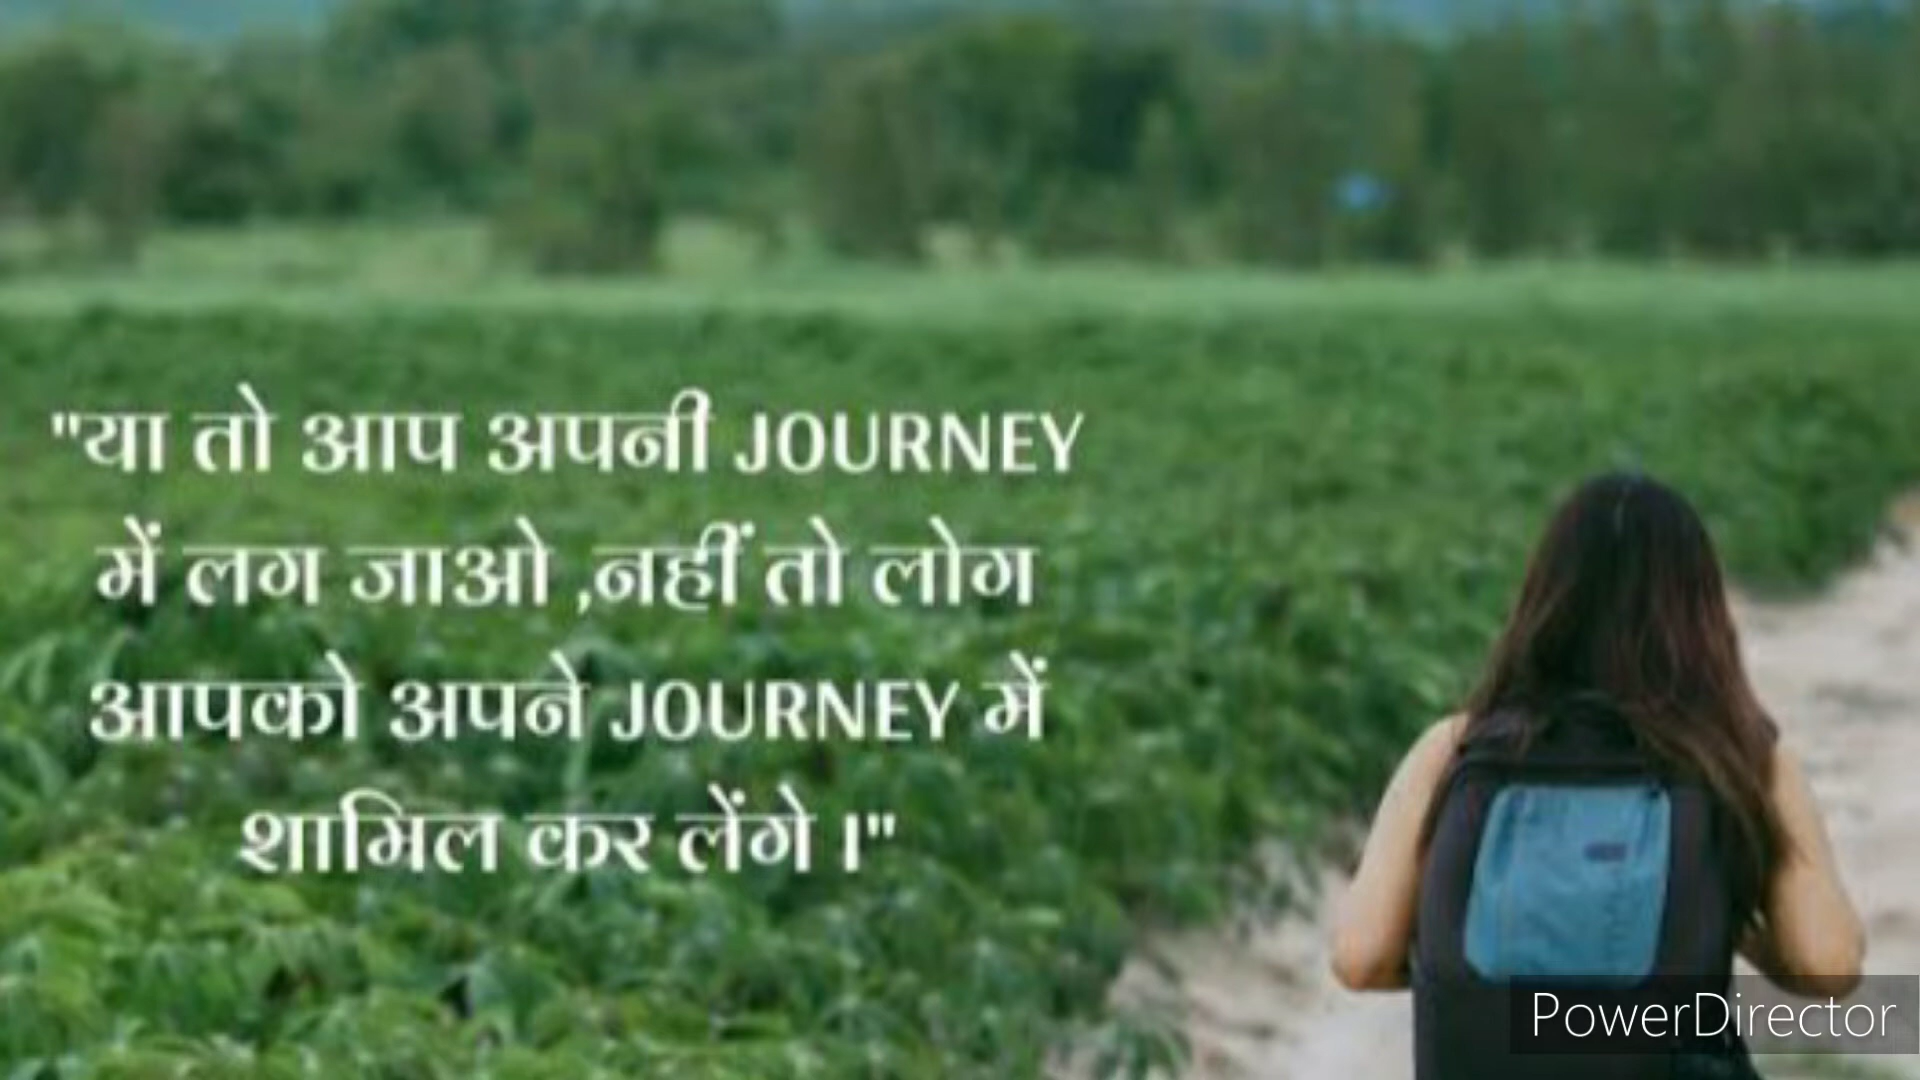 "या तो आप अपनी JOURNEY
में लग जाओ ,नहीं तो लोग
आपको अपने JOURNEY में
शामिल कर लेंगे ।"
PowerDirector